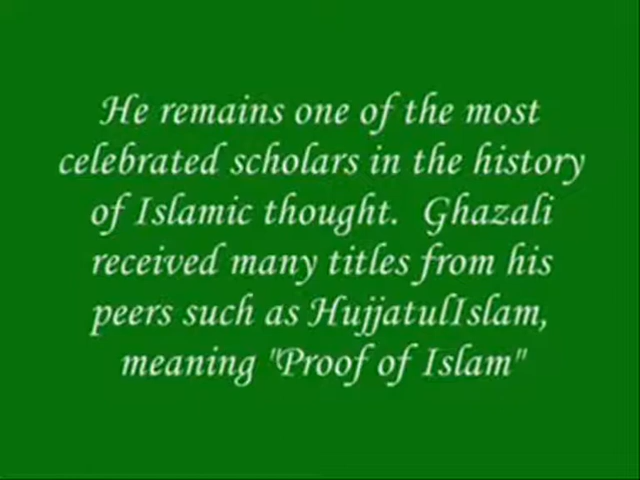 He remains one of the most
celebrated scholars in the history
of Islamic thought.  Ghazali
received many titles from his
peers such as HujjatulIslam,
meaning "Proof of Islam"